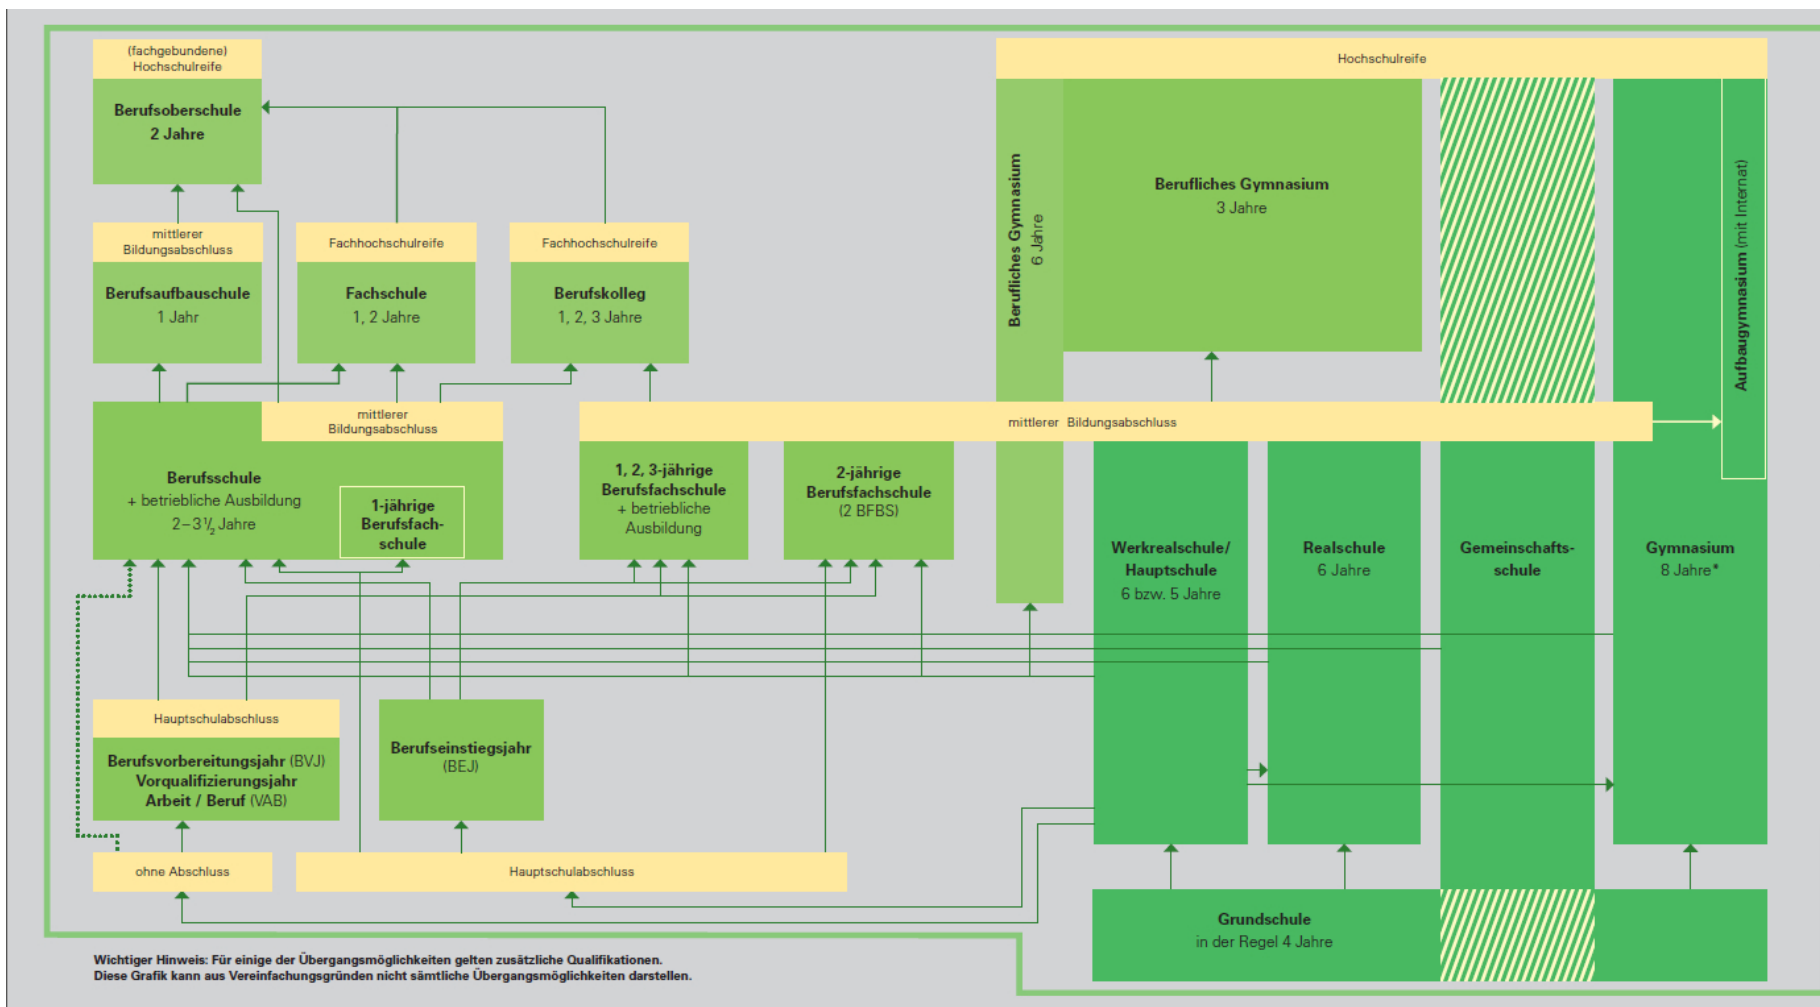 (fachgebundene)
Hochschulreife
Berufsoberschule
2 Jahre
Hochschulreife
Berufliches Gymnasium
6 Jahre
Berufliches Gymnasium
3 Jahre
Aufbaugymnasium (mit Internat)
mittlerer
Bildungsabschluss
Berufsaufbauschule
1 Jahr
Fachhochschulreife
Fachschule
1, 2 Jahre
Fachhochschulreife
Berufskolleg
1, 2, 3 Jahre
mittlerer
Bildungsabschluss
Berufsschule
+ betriebliche Ausbildung
2 – 3 ½ Jahre
1-jährige
Berufsfach-
schule
mittlerer Bildungsabschluss
1, 2, 3-jährige
Berufsfachschule
+ betriebliche
Ausbildung
2-jährige
Berufsfachschule
(2 BFBS)
Werkrealschule/
Hauptschule
6 bzw. 5 Jahre
Realschule
6 Jahre
Gemeinschafts-
schule
Gymnasium
8 Jahre*
Hauptschulabschluss
Berufsvorbereitungsjahr (BVJ)
Vorqualifizierungsjahr
Arbeit / Beruf (VAB)
Berufseinstiegsjahr
(BEJ)
ohne Abschluss
Hauptschulabschluss
Grundschule
in der Regel 4 Jahre
Wichtiger Hinweis: Für einige der Übergangsmöglichkeiten gelten zusätzliche Qualifikationen.
Diese Grafik kann aus Vereinfachungsgründen nicht sämtliche Übergangsmöglichkeiten darstellen.